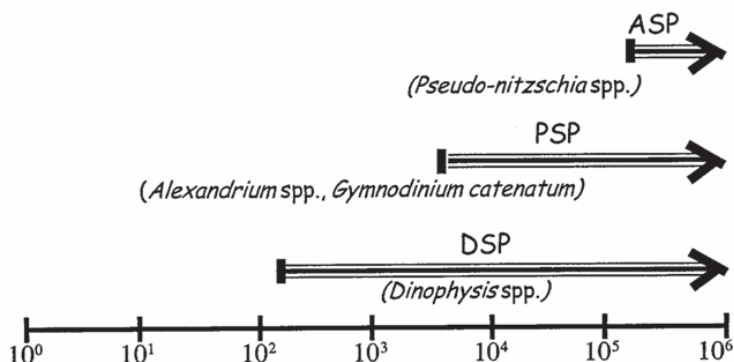 ASP
(Pseudo-nitzschia spp.)
PSP
(Alexandrium spp., Gymnodinium catenatum)
DSP
(Dinophysis spp.)
10⁰ 10¹ 10² 10³ 10⁴ 10⁵ 10⁶